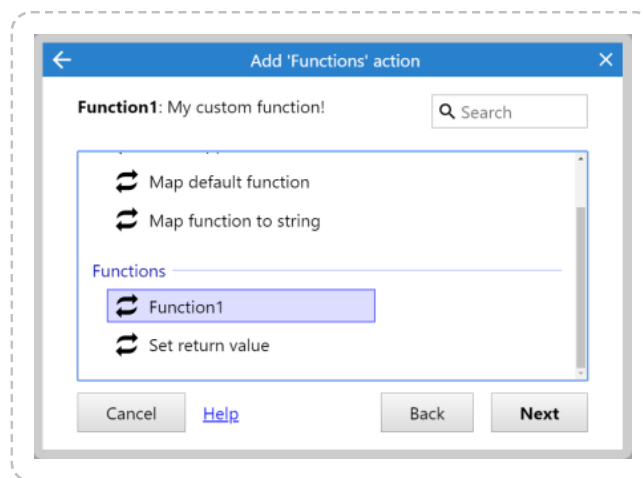 Add 'Functions' action
Function1: My custom function!
Search
Map default function
Map function to string
Functions
Function1
Set return value
Cancel
Help
Back
Next